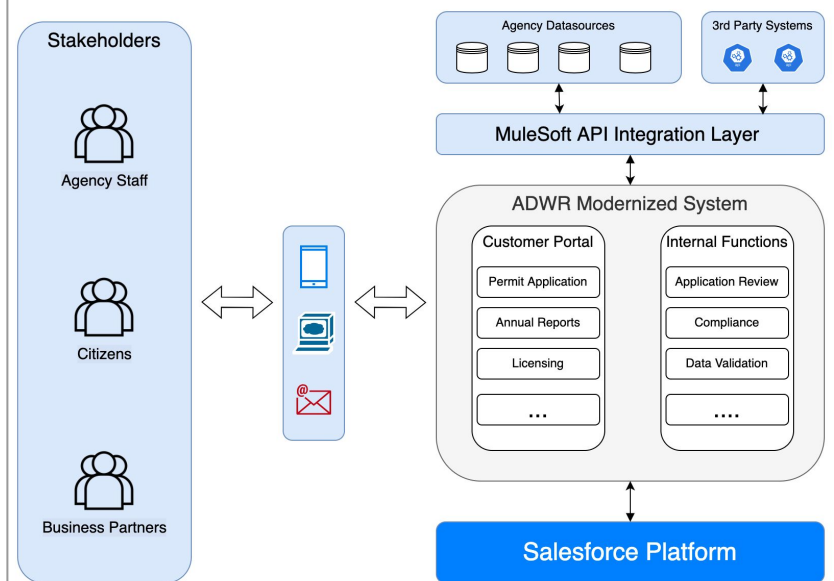 Stakeholders
Agency Staff
Citizens
Business Partners
@
Agency Datasources
3rd Party Systems
MuleSoft API Integration Layer
ADWR Modernized System
Customer Portal
Permit Application
Annual Reports
Licensing
...
Internal Functions
Application Review
Compliance
Data Validation
....
Salesforce Platform